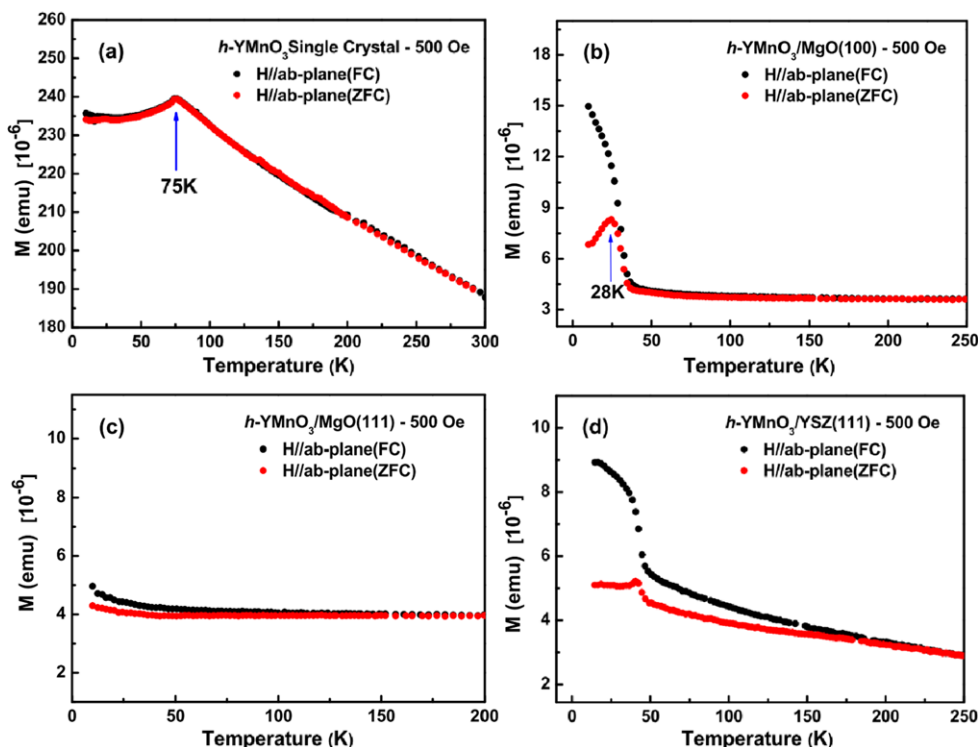 (a)
h-YMnO3Single Crystal - 500 Oe
H//ab-plane(FC)
H//ab-plane(ZFC)
75K
M (emu) [10-6]
260
250
240
230
220
210
200
190
180
0 50 100 150 200 250 300
Temperature (K)
(b)
h-YMnO3/MgO(100) - 500 Oe
H//ab-plane(FC)
H//ab-plane(ZFC)
28K
M (emu) [10-6]
18
15
12
9
6
3
0 50 100 150 200 250
Temperature (K)
(c)
h-YMnO3/MgO(111) - 500 Oe
H//ab-plane(FC)
H//ab-plane(ZFC)
M (emu) [10-6]
10
8
6
4
2
0 50 100 150 200
Temperature (K)
(d)
h-YMnO3/YSZ(111) - 500 Oe
H//ab-plane(FC)
H//ab-plane(ZFC)
M (emu) [10-6]
10
8
6
4
2
0 50 100 150 200 250
Temperature (K)